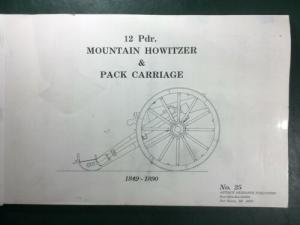 12 Pdr.
MOUNTAIN HOWITZER
&
PACK CARRIAGE
1849-1890
No. 25